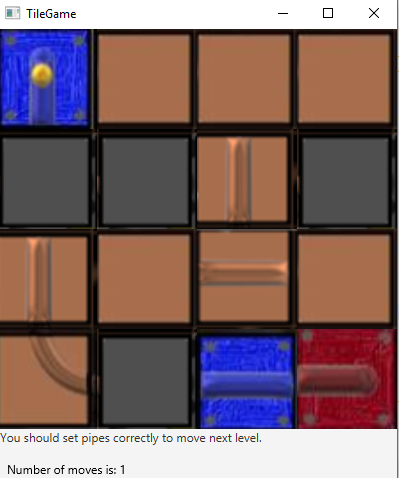 TileGame
You should set pipes correctly to move next level.
Number of moves is: 1